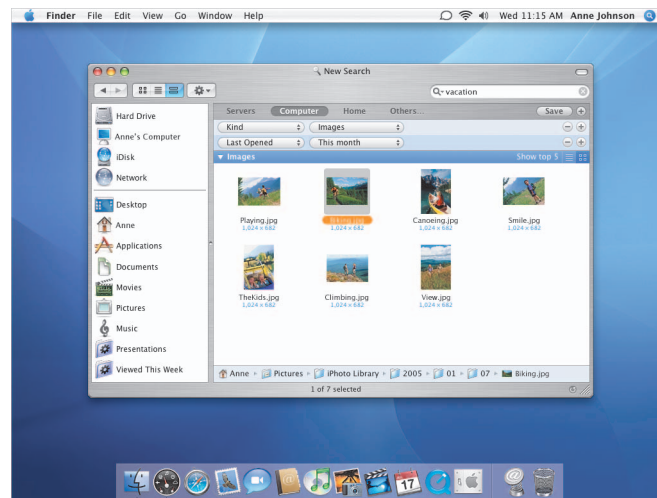 Finder File Edit View Go Window Help Wed 11:15 AM Anne Johnson
New Search
vacation
Servers Computer Home Others... Save
Kind Images
Last Opened This month
Images Show top 5
Hard Drive
Anne's Computer
iDisk
Network
Desktop
Anne
Applications
Documents
Movies
Pictures
Music
Presentations
Viewed This Week
Playing.jpg Biking.jpg Canoeing.jpg Smile.jpg
1,024 x 682 1,024 x 682 1,024 x 682 1,024 x 682
TheKids.jpg Climbing.jpg View.jpg
1,024 x 682 1,024 x 682 1,024 x 682
Anne Pictures iPhoto Library 2005 01 07 Biking.jpg
1 of 7 selected
17